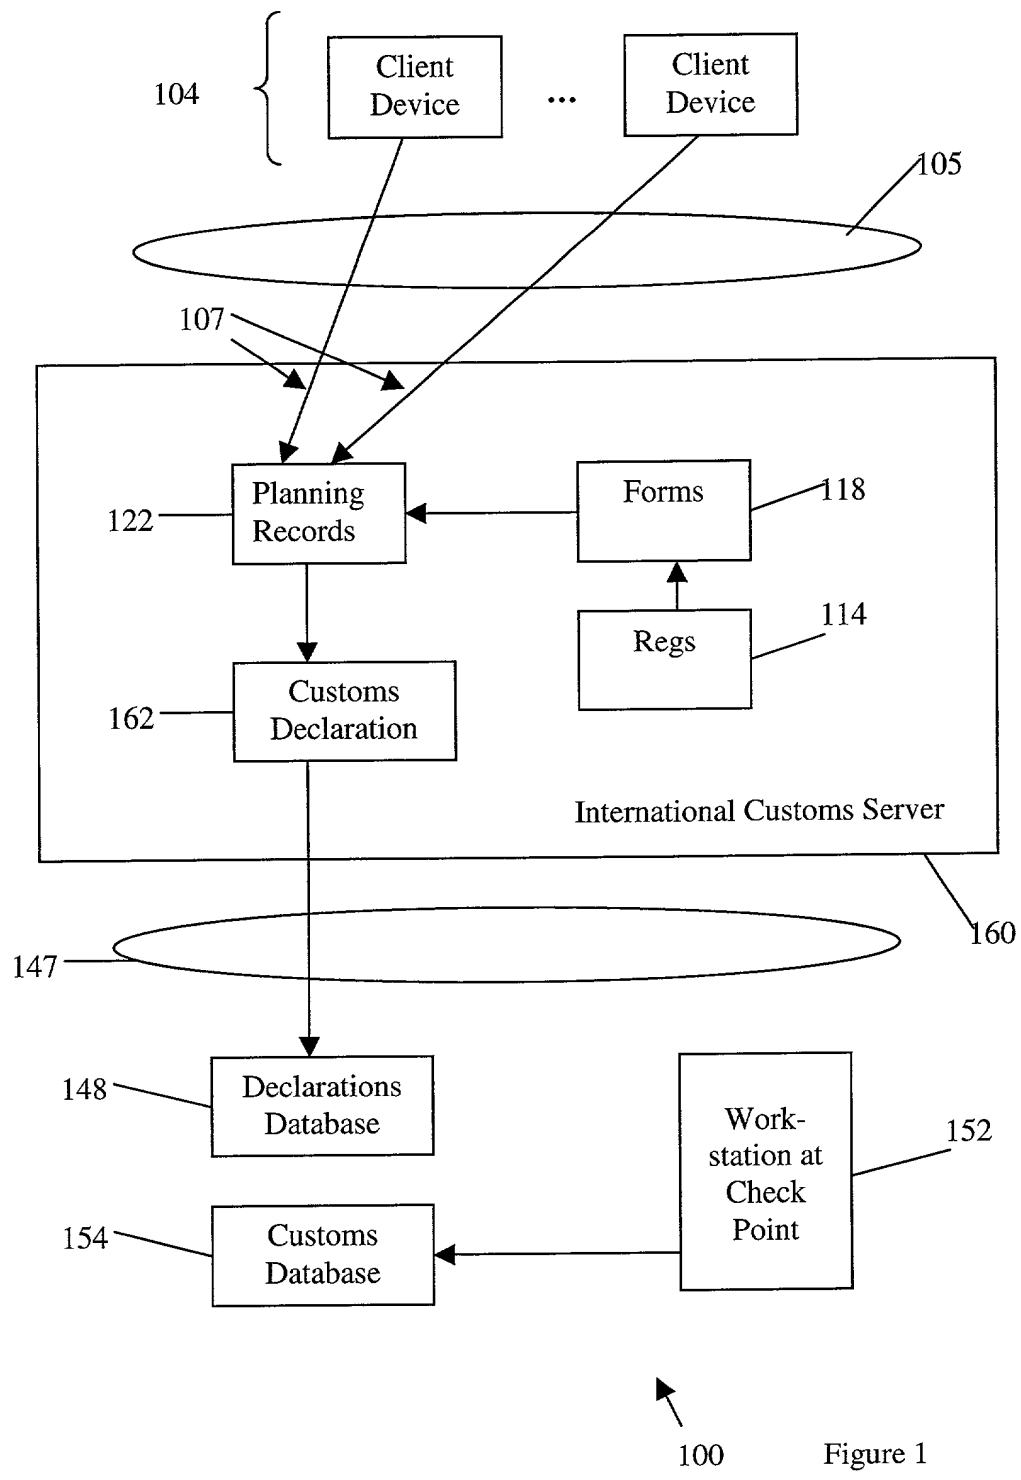 Client
Device
...
Client
Device
104
105
107
Planning
Records
122
Forms
118
Regs
114
Customs
Declaration
162
International Customs Server
160
147
Declarations
Database
148
Work-
station at
Check
Point
152
Customs
Database
154
100
Figure 1